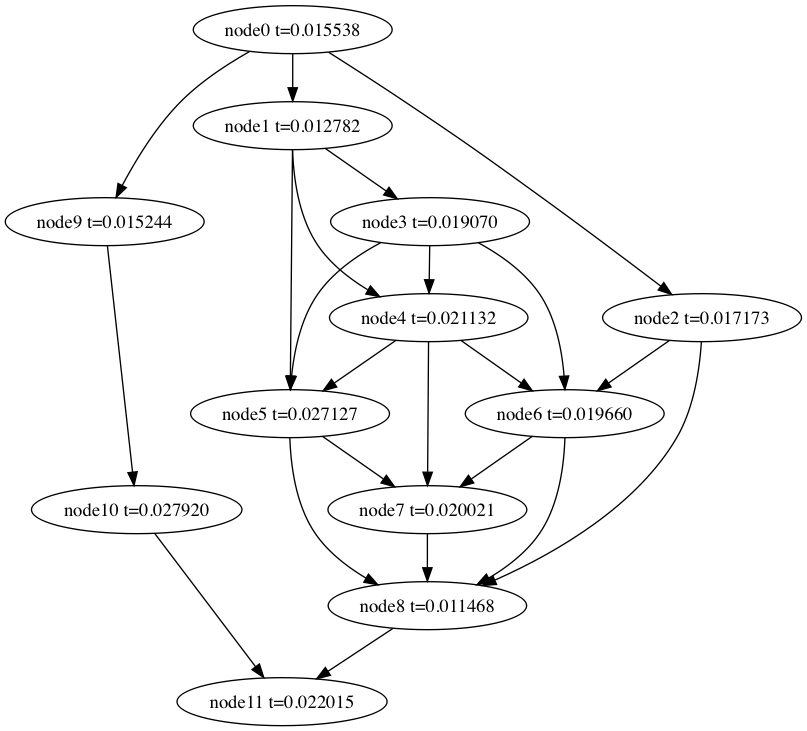 node0 t=0.015538
node1 t=0.012782
node9 t=0.015244
node3 t=0.019070
node4 t=0.021132
node2 t=0.017173
node5 t=0.027127
node6 t=0.019660
node10 t=0.027920
node7 t=0.020021
node8 t=0.011468
node11 t=0.022015